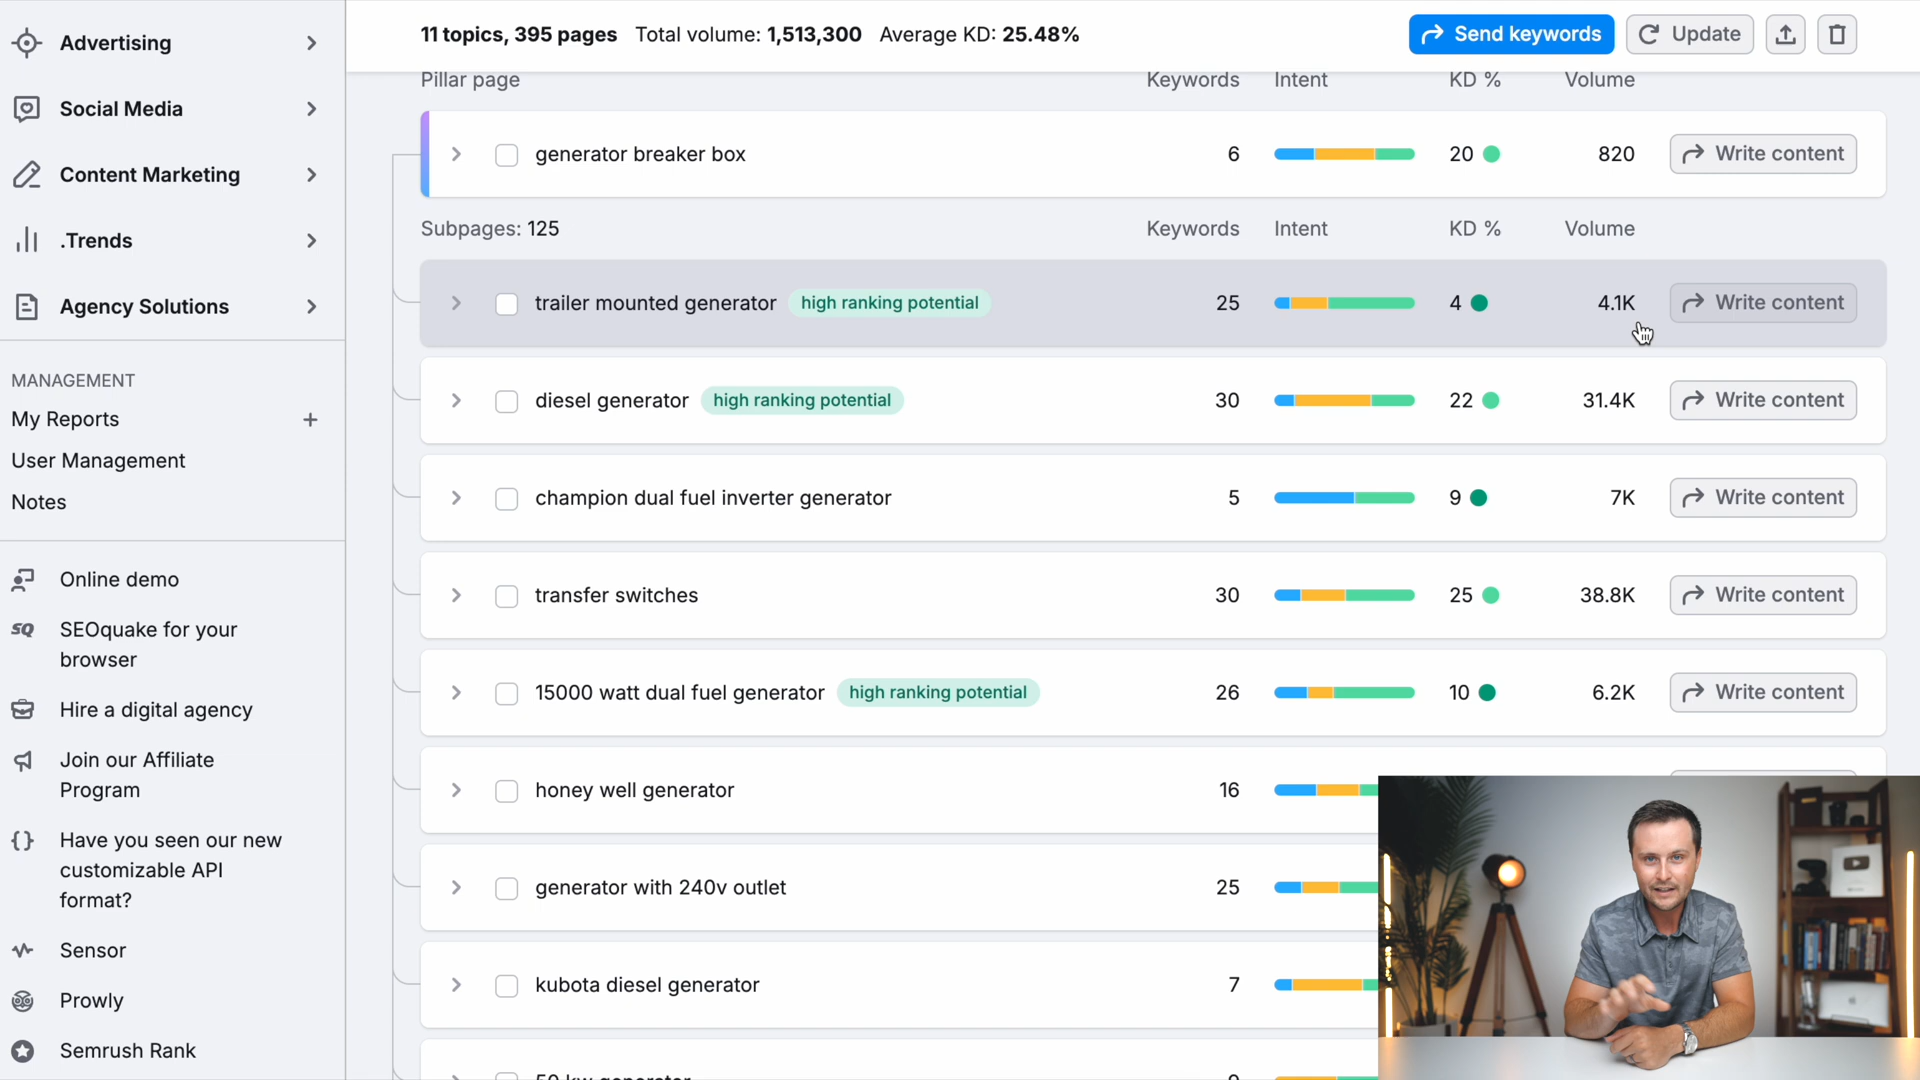 Advertising
Social Media
Content Marketing
.Trends
Agency Solutions
MANAGEMENT
My Reports
User Management
Notes
Online demo
SEOquake for your
browser
Hire a digital agency
Join our Affiliate
Program
Have you seen our new
customizable API
format?
Sensor
Prowly
Semrush Rank
11 topics, 395 pages Total volume: 1,513,300 Average KD: 25.48% Send keywords Update
Pillar page Keywords Intent KD % Volume
generator breaker box 6 20 820 Write content
Subpages: 125 Keywords Intent KD % Volume
trailer mounted generator high ranking potential 25 4 4.1K Write content
diesel generator high ranking potential 30 22 31.4K Write content
champion dual fuel inverter generator 5 9 7K Write content
transfer switches 30 25 38.8K Write content
15000 watt dual fuel generator high ranking potential 26 10 6.2K Write content
honey well generator 16
generator with 240v outlet 25
kubota diesel generator 7
50 kw generator